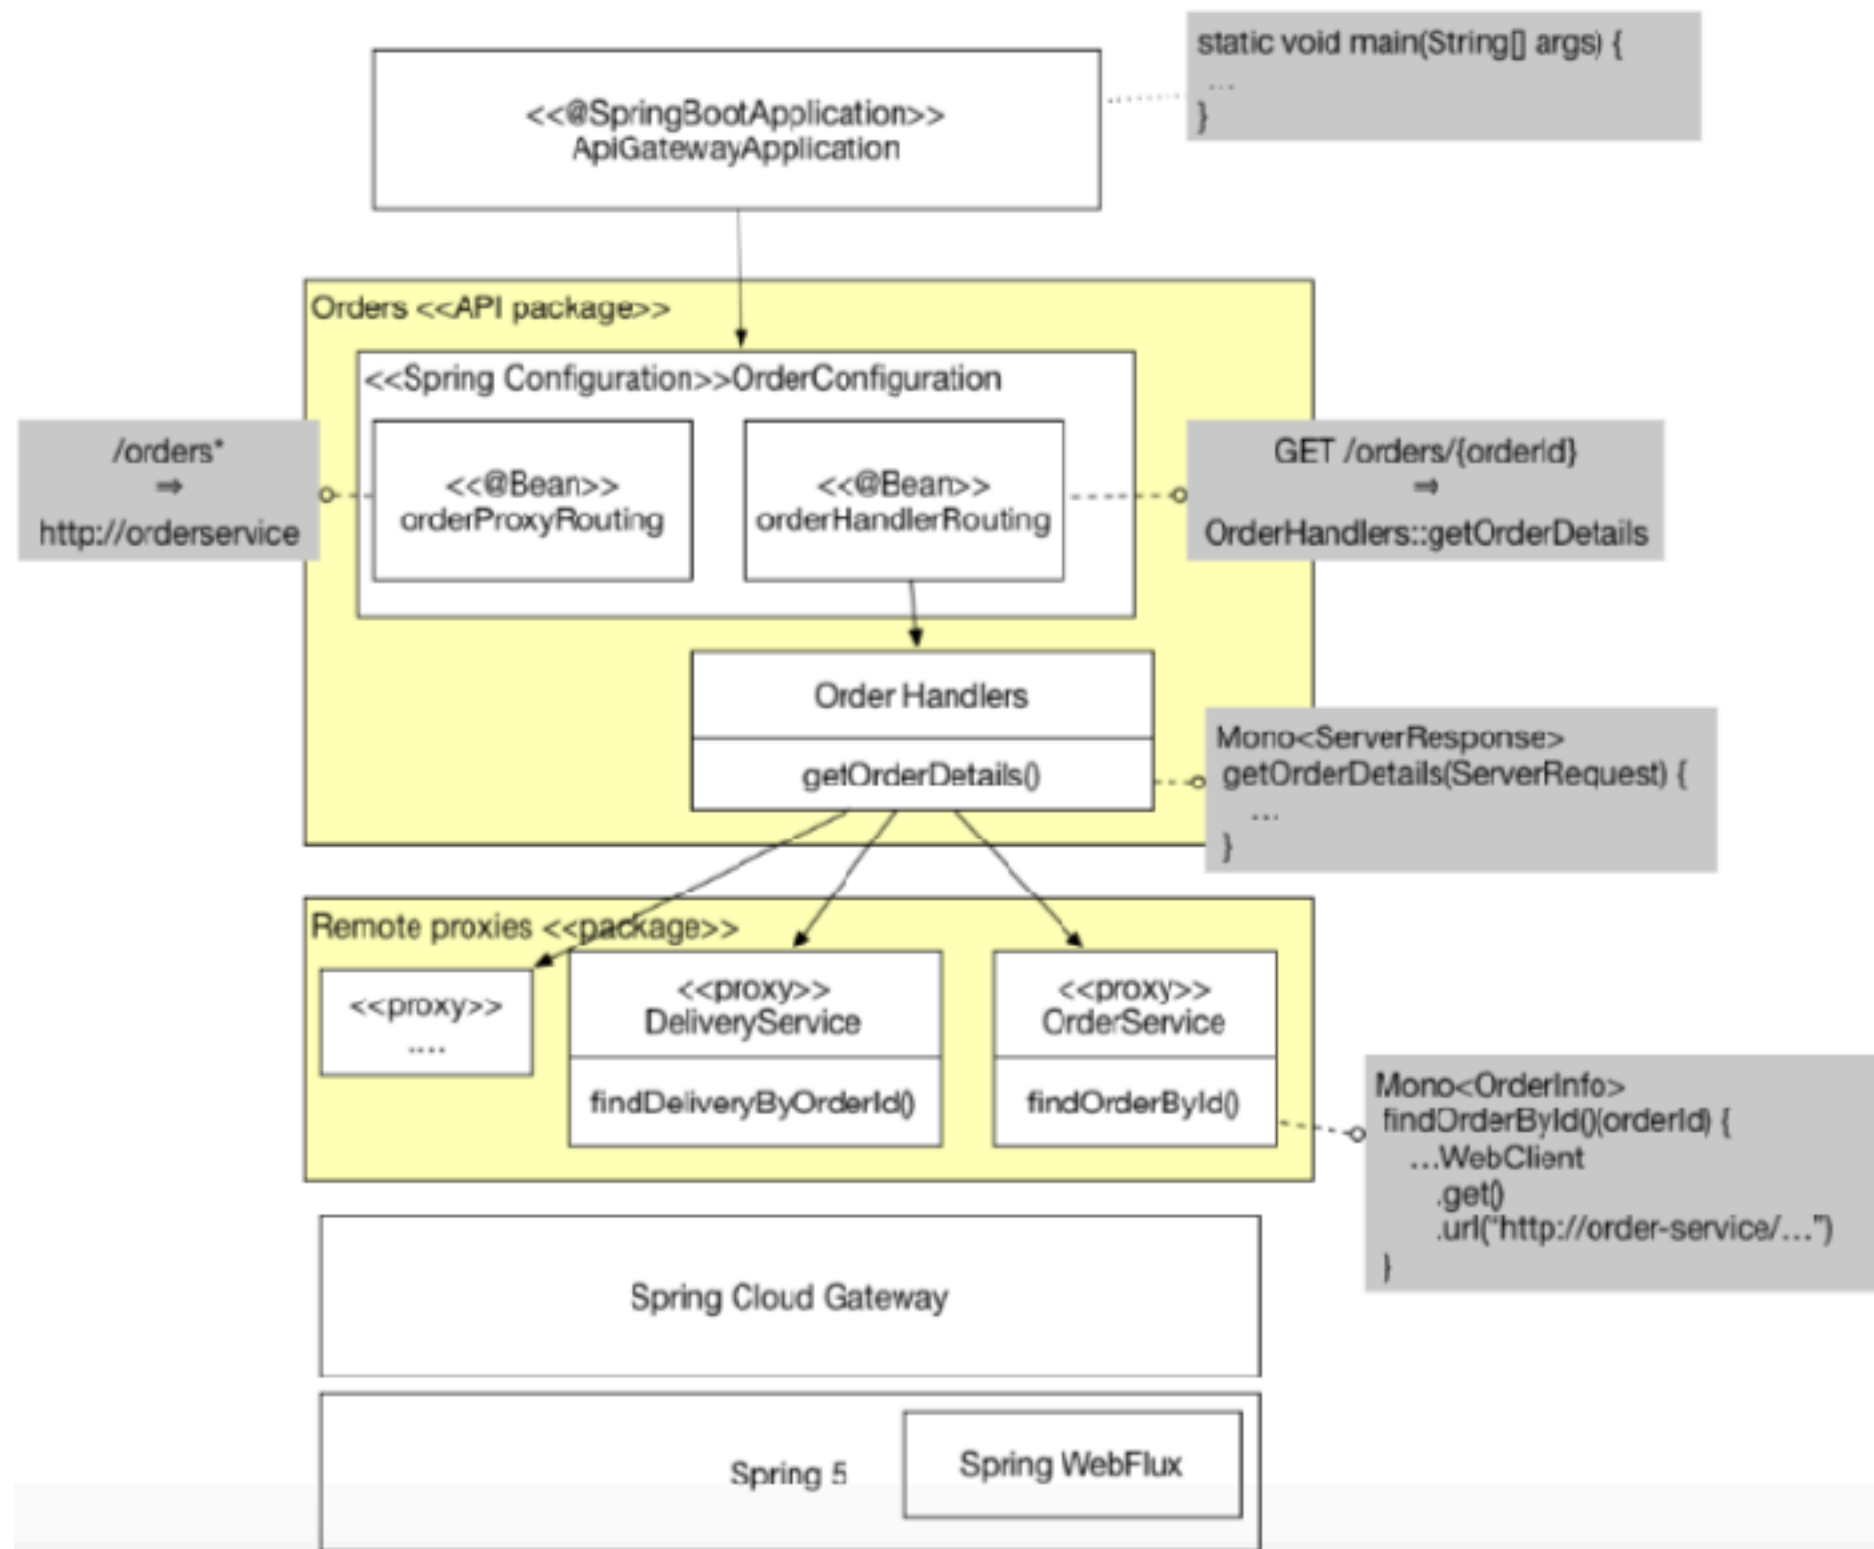 static void main(String[] args) {
...
}
<<@SpringBootApplication>>
ApiGatewayApplication
Orders <<API package>>
<<Spring Configuration>>OrderConfiguration
/orders*
⇒
http://orderservice
<<@Bean>>
orderProxyRouting
<<@Bean>>
orderHandlerRouting
GET /orders/{orderId}
⇒
OrderHandlers::getOrderDetails
Order Handlers
getOrderDetails()
Mono<ServerResponse>
getOrderDetails(ServerRequest) {
...
}
Remote proxies <<package>>
<<proxy>>
....
<<proxy>>
DeliveryService
findDeliveryByOrderId()
<<proxy>>
OrderService
findOrderById()
Mono<OrderInfo>
findOrderById()(orderId) {
...WebClient
.get()
.url("http://order-service/...")
}
Spring Cloud Gateway
Spring 5
Spring WebFlux